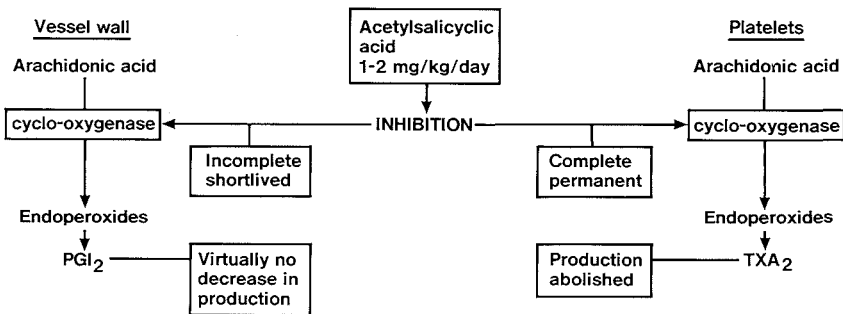 Vessel wall
Arachidonic acid
cyclo-oxygenase
Endoperoxides
PGI2
Acetylsalicyclic
acid
1-2 mg/kg/day
INHIBITION
Incomplete
shortlived
Complete
permanent
Virtually no
decrease in
production
Production
abolished
Platelets
Arachidonic acid
cyclo-oxygenase
Endoperoxides
TXA2